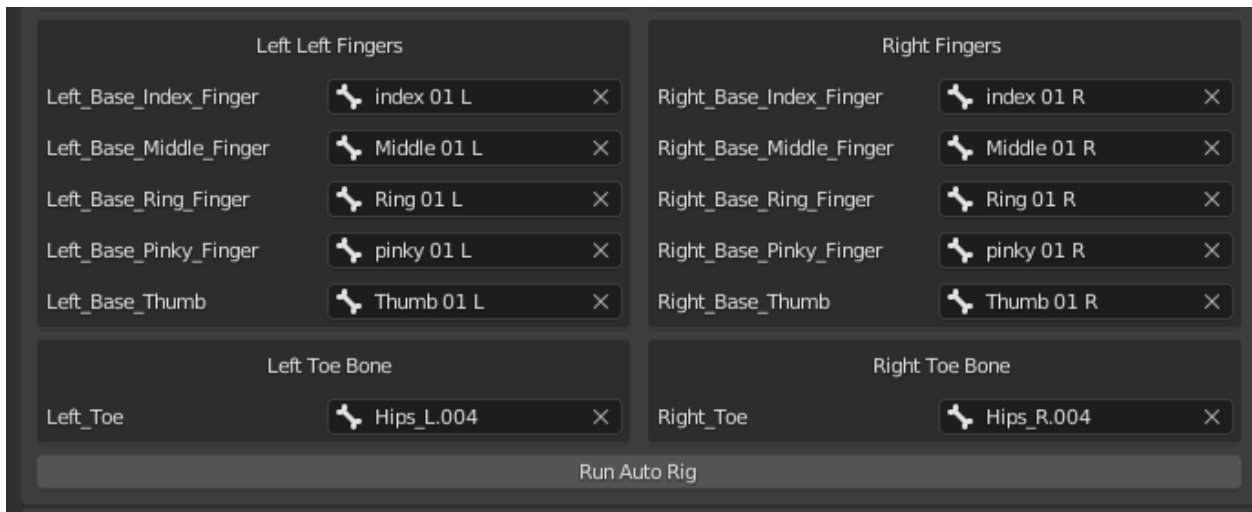 Left Left Fingers
Left_Base_Index_Finger index 01 L
Left_Base_Middle_Finger Middle 01 L
Left_Base_Ring_Finger Ring 01 L
Left_Base_Pinky_Finger pinky 01 L
Left_Base_Thumb Thumb 01 L
Right Fingers
Right_Base_Index_Finger index 01 R
Right_Base_Middle_Finger Middle 01 R
Right_Base_Ring_Finger Ring 01 R
Right_Base_Pinky_Finger pinky 01 R
Right_Base_Thumb Thumb 01 R
Left Toe Bone
Left_Toe Hips_L.004
Right Toe Bone
Right_Toe Hips_R.004
Run Auto Rig